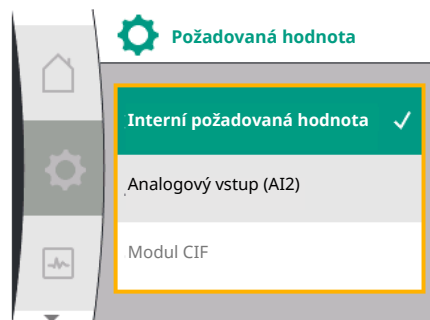 Požadovaná hodnota
Interní požadovaná hodnota
Analogový vstup (AI2)
Modul CIF